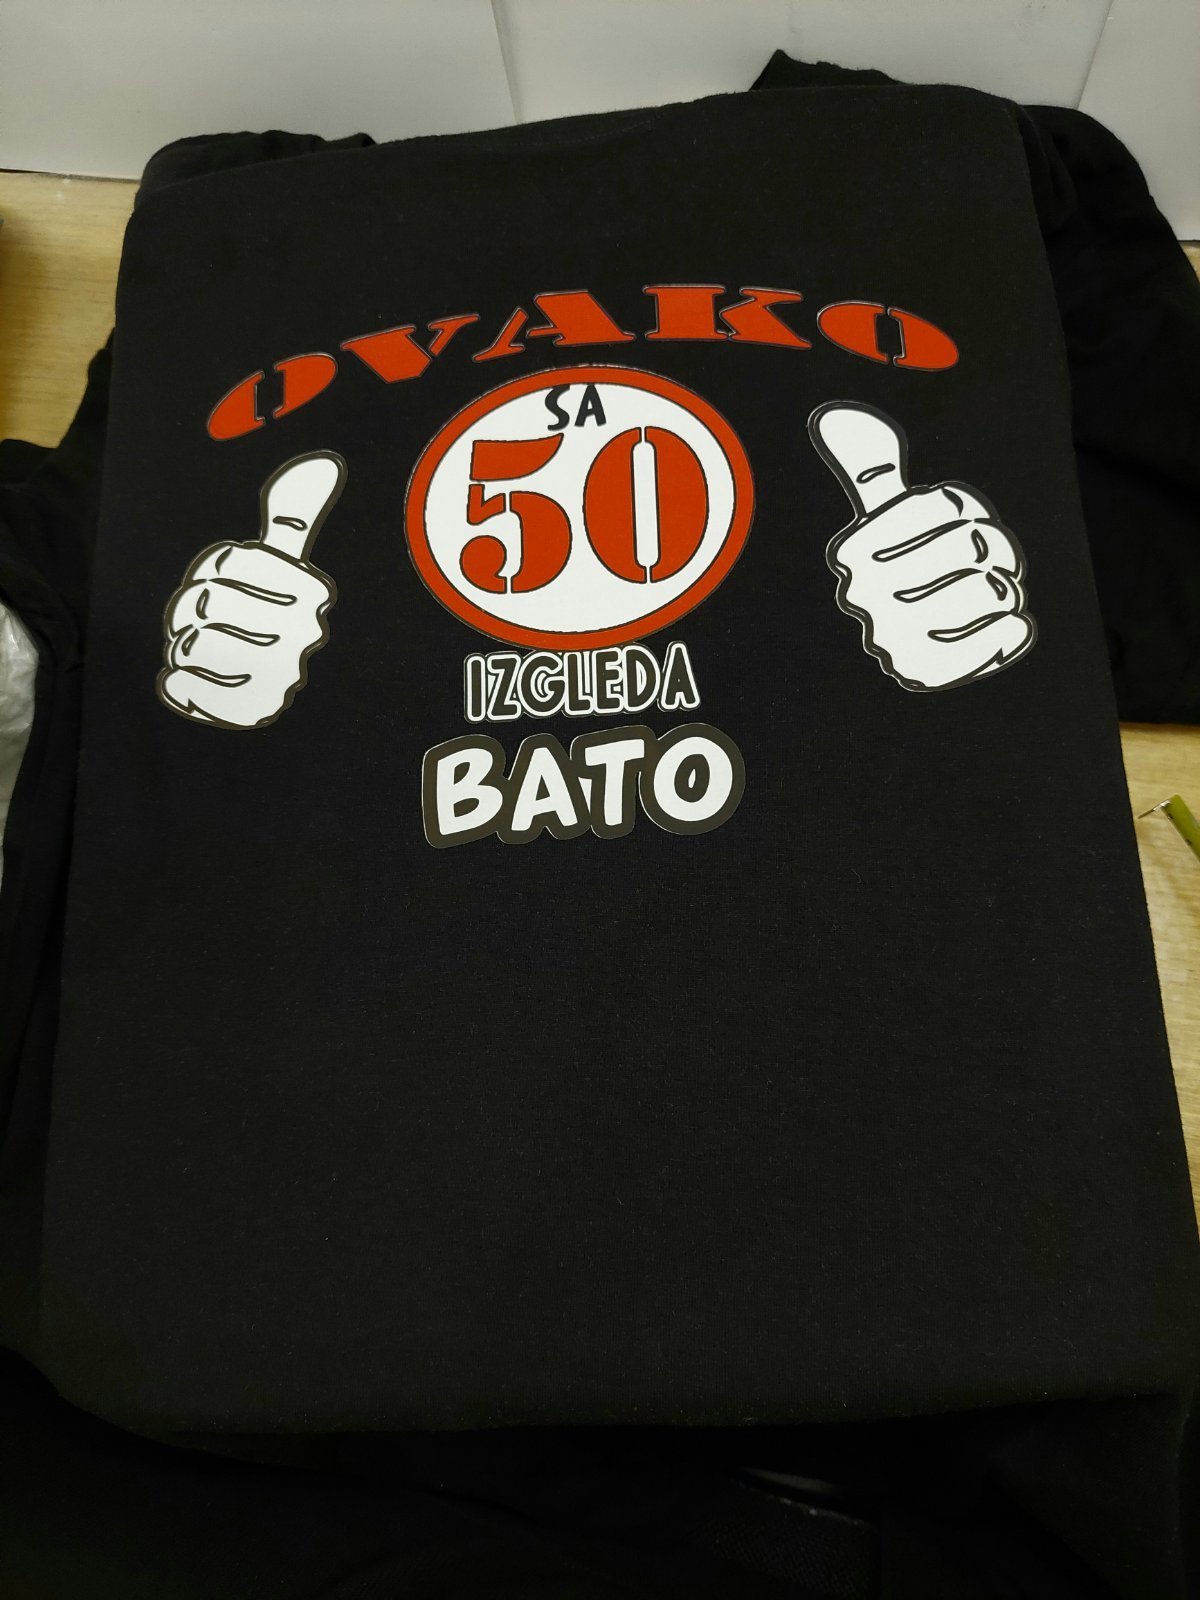 OVAKO
SA
50
IZGLEDA
BATO